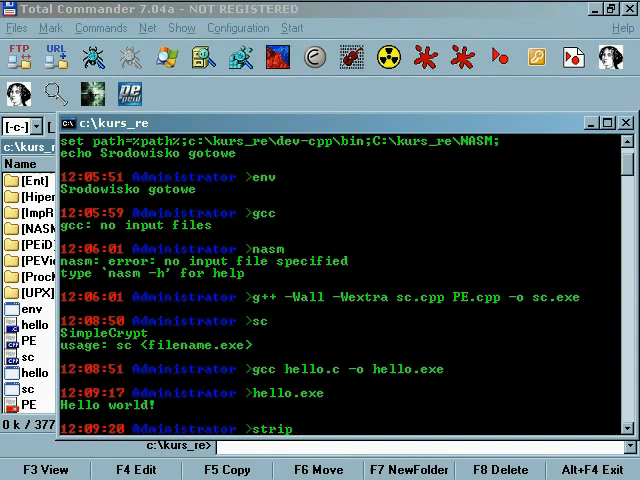 Total Commander 7.04a - NOT REGISTERED
Files Mark Commands Net Show Configuration Start Help
FTP URL
PE
PEiD
[-c-]
c:\kurs_re
c:\kurs_re
Name
set path=%path%;c:\kurs_re\dev-cpp\bin;C:\kurs_re\NASM;
echo Srodowisko gotowe
12:05:51 Administrator >env
Srodowisko gotowe
12:05:59 Administrator >gcc
gcc: no input files
12:06:01 Administrator >nasm
nasm: error: no input file specified
type `nasm -h' for help
12:06:01 Administrator >g++ -Wall -Wextra sc.cpp PE.cpp -o sc.exe
12:08:50 Administrator >sc
SimpleCrypt
usage: sc <filename.exe>
12:08:51 Administrator >gcc hello.c -o hello.exe
12:09:17 Administrator >hello.exe
Hello world!
12:09:20 Administrator >strip
[Ent]
[Hiper
[ImpR
[NASM
[PEiD]
[PEVie
[ProcM
[UPX]
env
hello
PE
sc
hello
sc
PE
0 k / 377
c:\kurs_re>
F3 View F4 Edit F5 Copy F6 Move F7 NewFolder F8 Delete Alt+F4 Exit